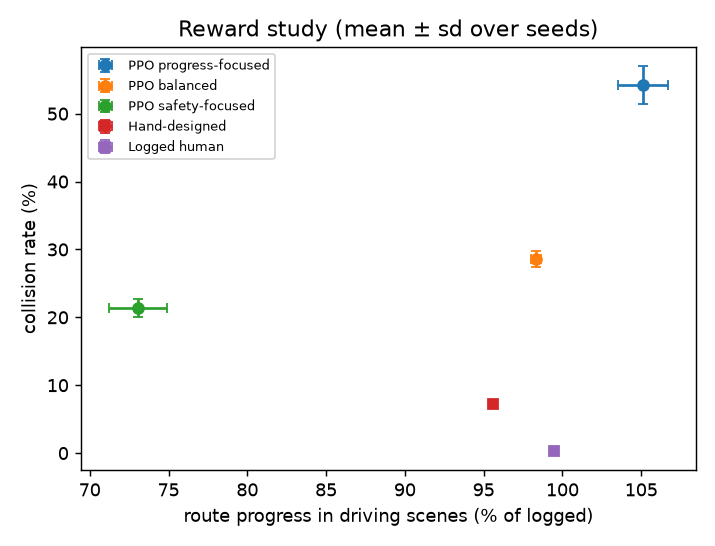 Reward study (mean ± sd over seeds)
PPO progress-focused
PPO balanced
PPO safety-focused
Hand-designed
Logged human
collision rate (%)
50
40
30
20
10
0
70 75 80 85 90 95 100 105
route progress in driving scenes (% of logged)